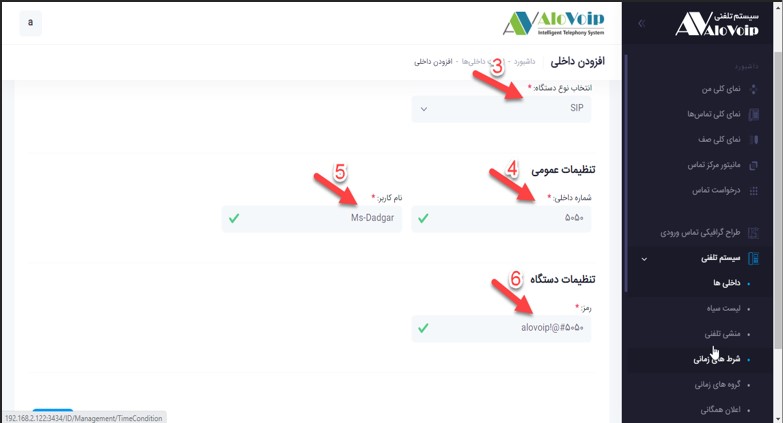 سیستم تلفنی
AloVoip
داشبورد
نمای کلی من
نمای کلی تماس‌ها
نمای کلی صف
مانیتور مرکز تماس
درخواست تماس
طراح گرافیکی تماس ورودی
سیستم تلفنی
داخلی ها
لیست سیاه
منشی تلفنی
شرط های زمانی
گروه های زمانی
اعلان همگانی
a
AloVoip
Intelligent Telephony System
افزودن داخلی
داشبورد - داخلی‌ها - افزودن داخلی
3
انتخاب نوع دستگاه: *
SIP
تنظیمات عمومی
4
5
شماره داخلی: *
نام کاربر: *
۵۰۵۰
Ms-Dadgar
تنظیمات دستگاه
6
رمز: *
alovoip!@#۵۰۵۰
192.168.2.122:3434/ID/Management/TimeCondition